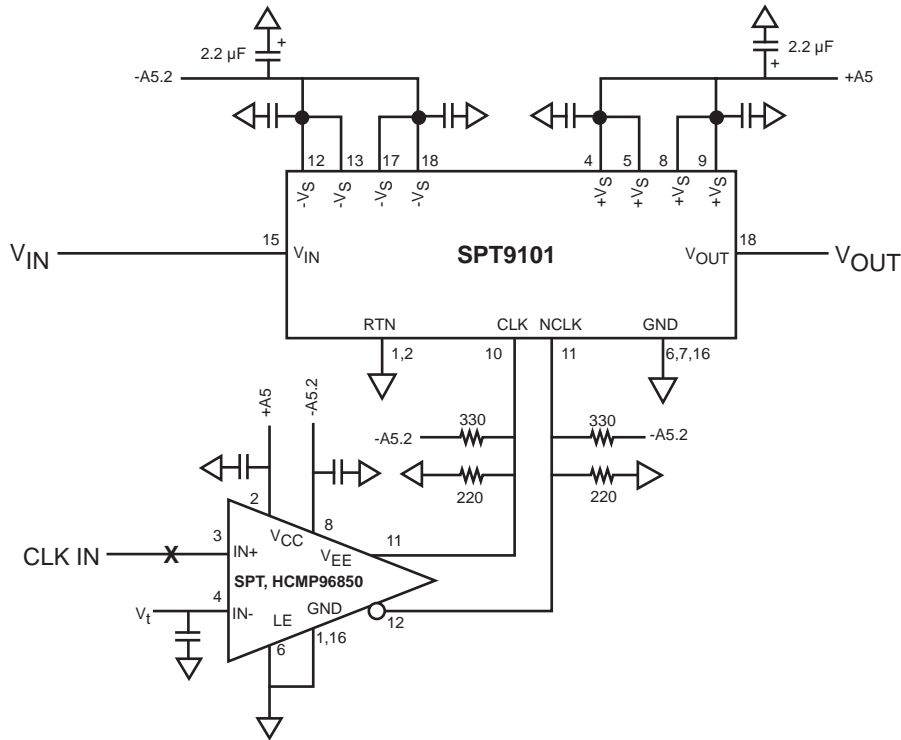 2.2 µF
+
2.2 µF
+
-A5.2
+A5
12 13 17 18
4 5 8 9
-VS -VS -VS -VS
+VS +VS +VS +VS
VIN
15
VIN
SPT9101
VOUT
18
VOUT
RTN
CLK
NCLK
GND
1,2
10
11
6,7,16
+A5
-A5.2
-A5.2
330
330
-A5.2
220
220
2
8
VCC
VEE
11
CLK IN
X
3
IN+
SPT, HCMP96850
Vt
4
IN-
LE
GND
12
6
1,16